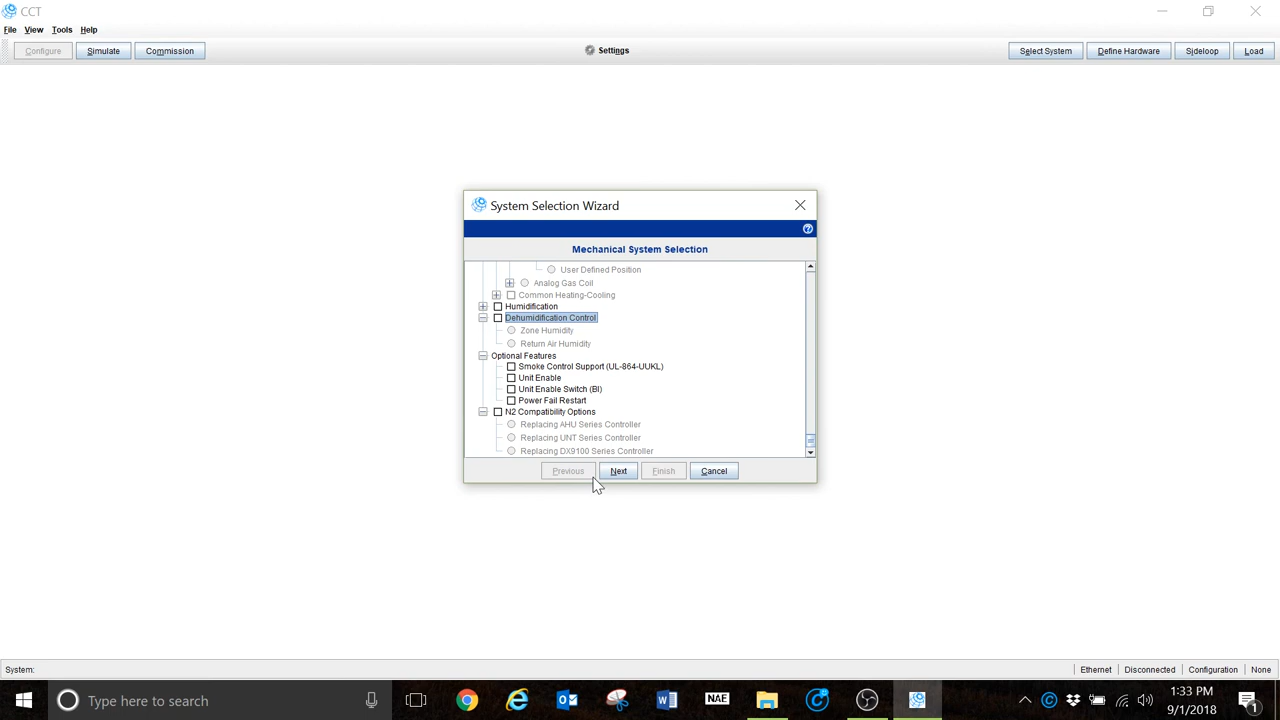 CCT
File View Tools Help
Configure Simulate Commission Settings Select System Define Hardware Sideloop Load
System Selection Wizard
Mechanical System Selection
User Defined Position
Analog Gas Coil
Common Heating-Cooling
Humidification
Dehumidification Control
Zone Humidity
Return Air Humidity
Optional Features
Smoke Control Support (UL-864-UUKL)
Unit Enable
Unit Enable Switch (BI)
Power Fail Restart
N2 Compatibility Options
Replacing AHU Series Controller
Replacing UNT Series Controller
Replacing DX9100 Series Controller
Previous Next Finish Cancel
System: Ethernet Disconnected Configuration None
Type here to search NAE 1:33 PM
9/1/2018 1